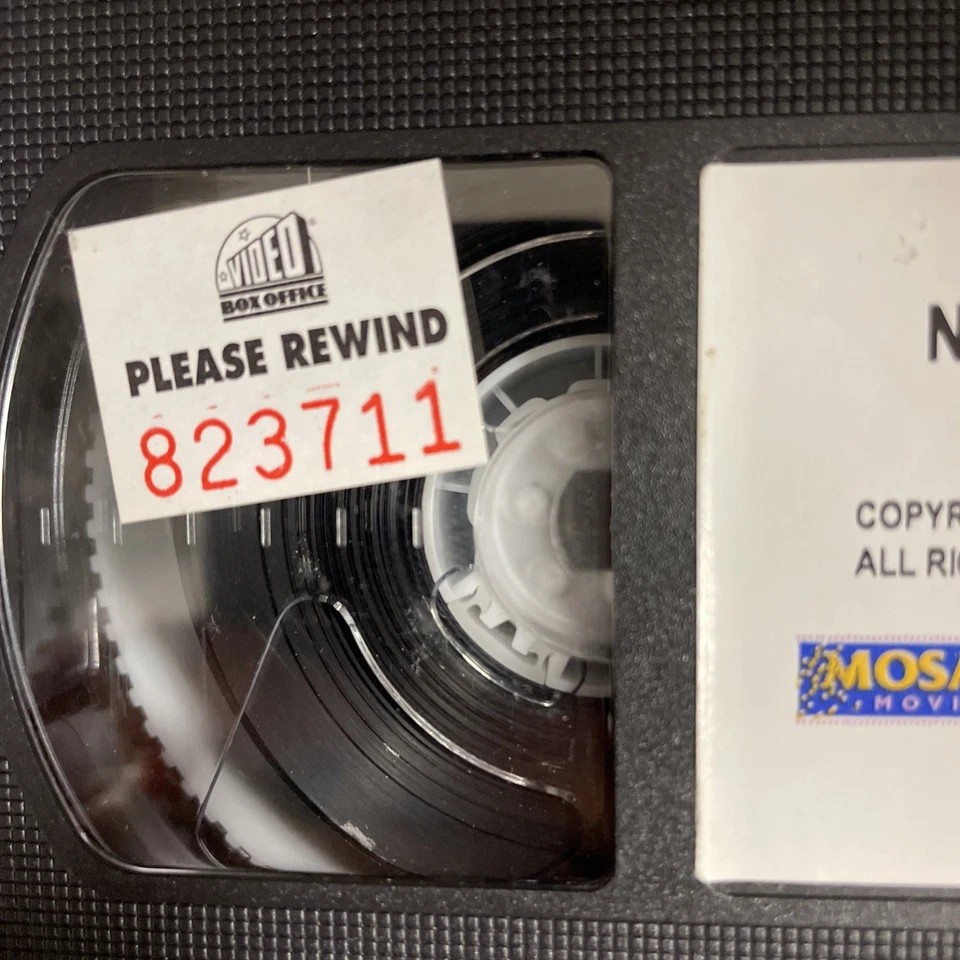 VIDEO
BOX OFFICE
PLEASE REWIND
823711
N
COPYR
ALL RI
MOSA
MOVI